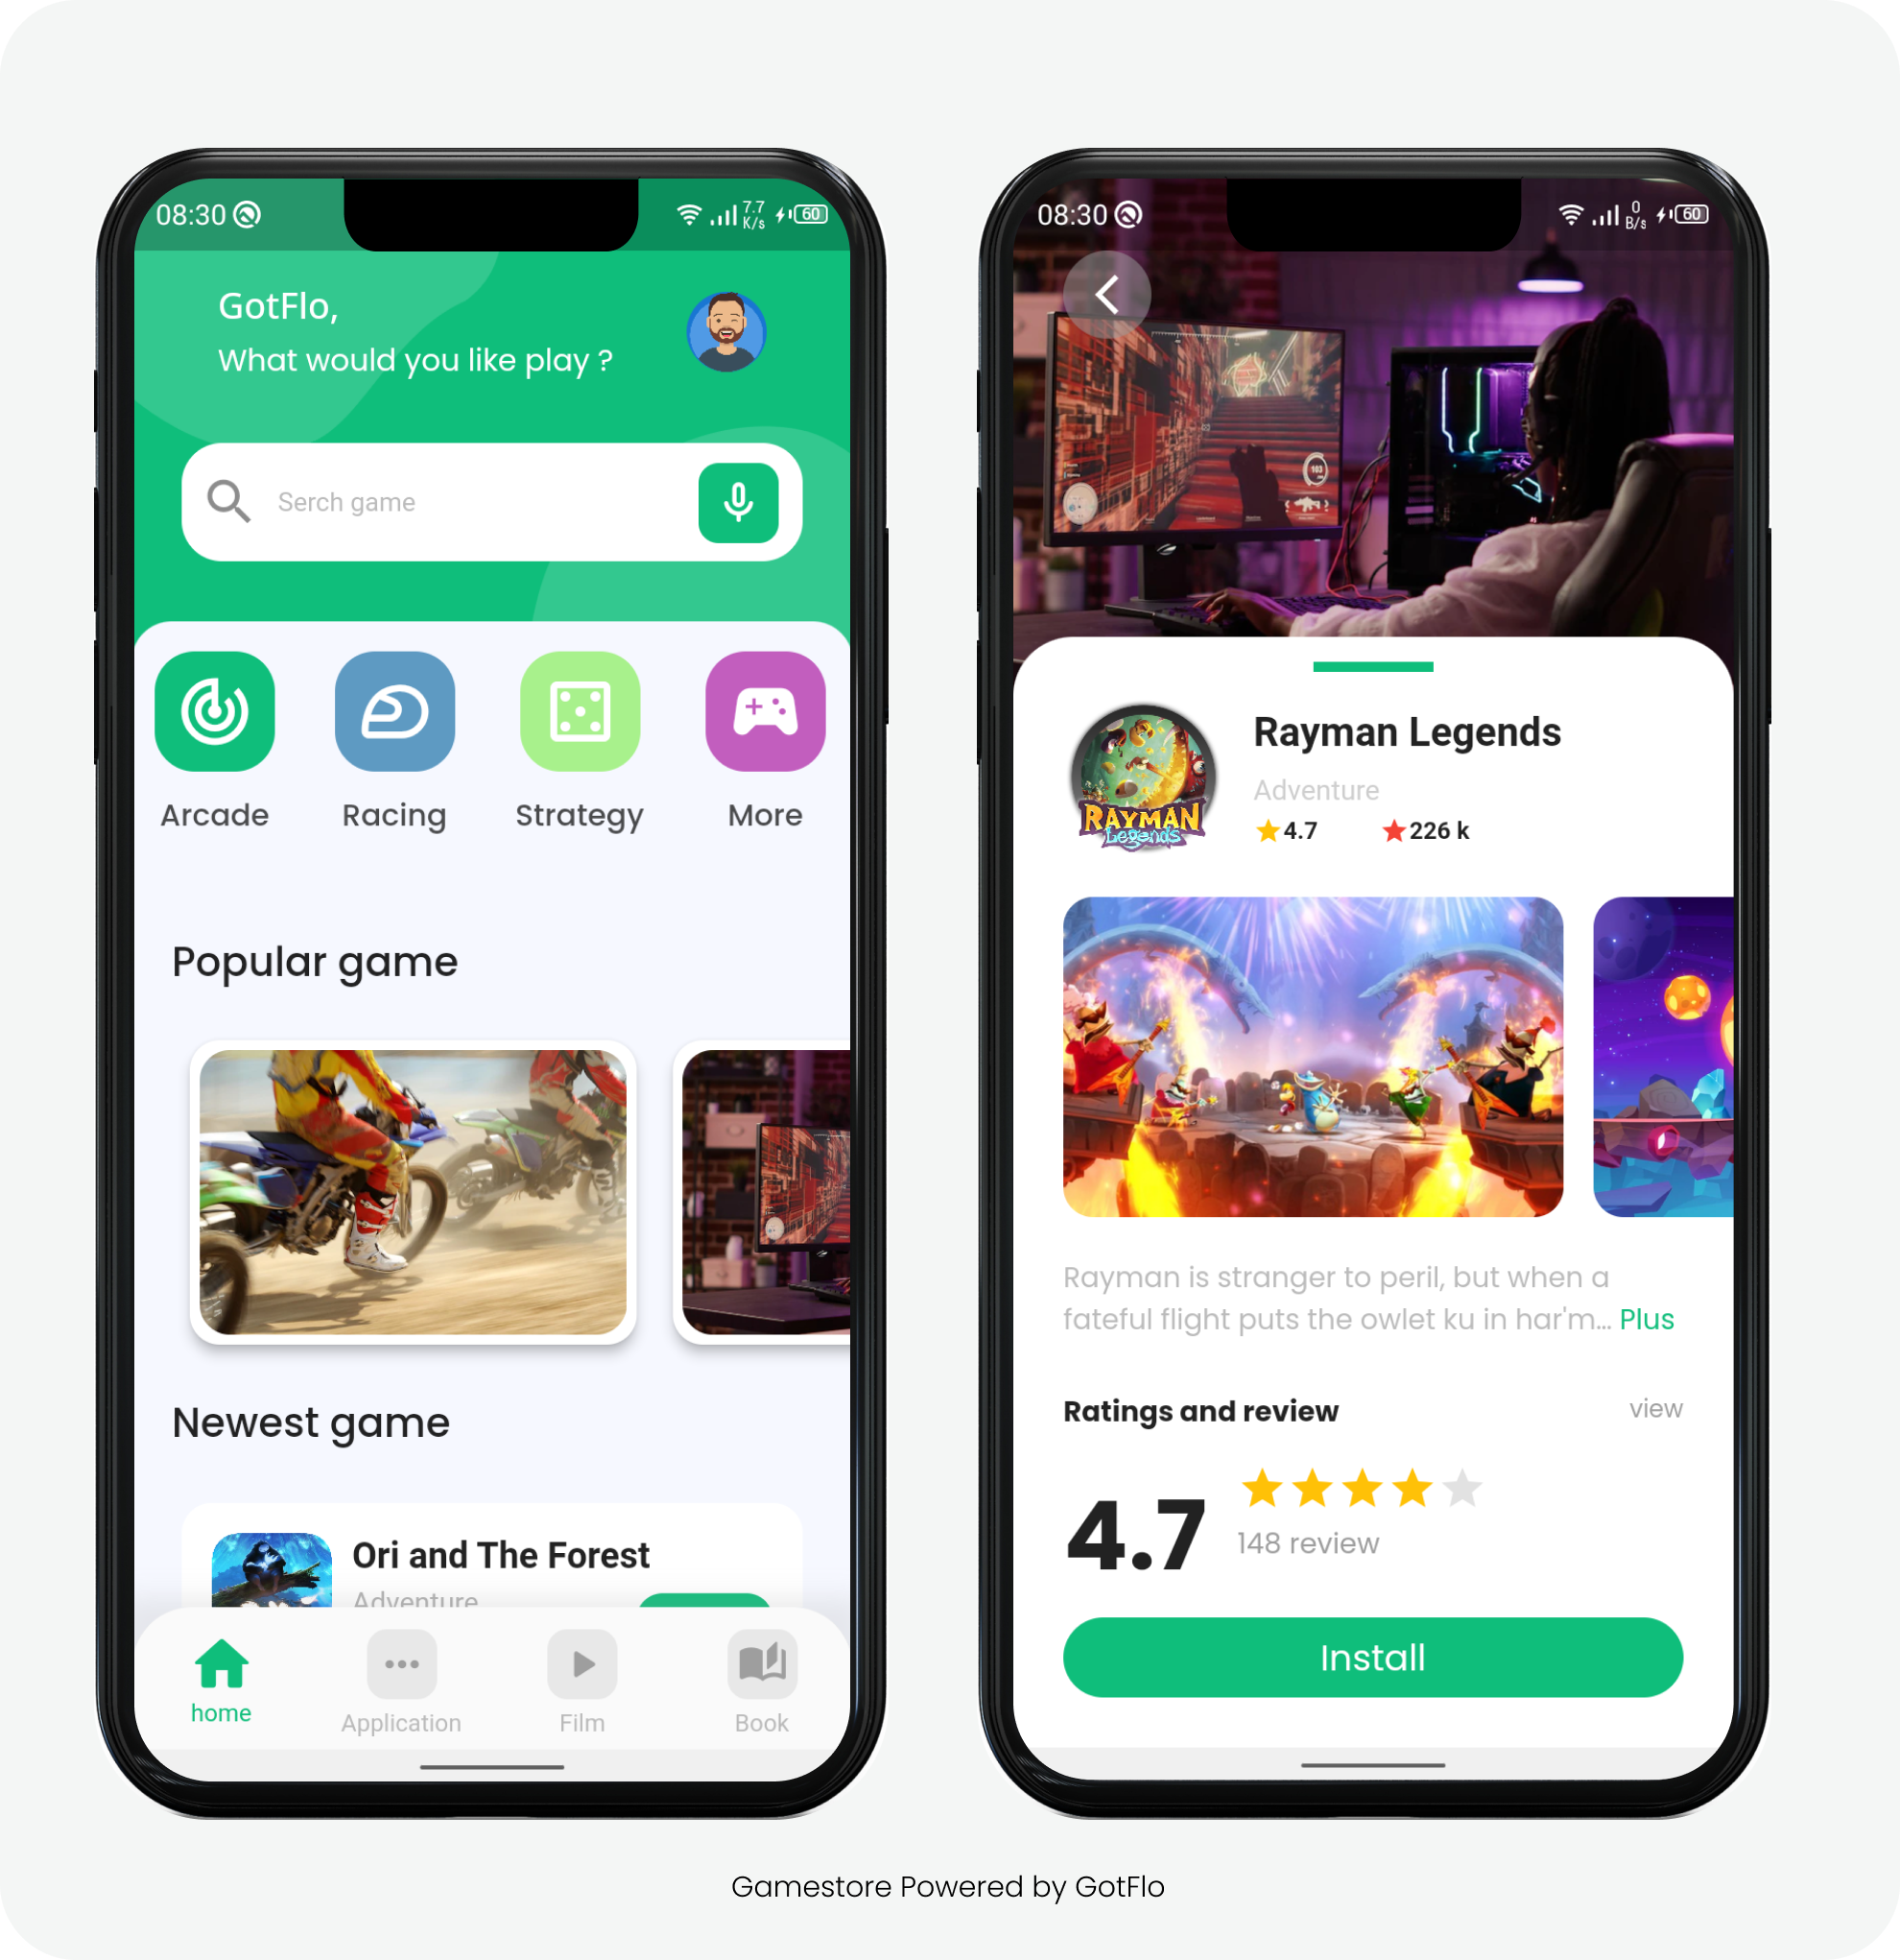 08:30 7.7 K/s 60
GotFlo,
What would you like play ?
Serch game
Arcade Racing Strategy More
Popular game
Newest game
Ori and The Forest
Adventure
home Application Film Book
08:30 0 B/s 60
103
Rayman Legends
Adventure
4.7 226 k
RAYMAN
Legends
Rayman is stranger to peril, but when a
fateful flight puts the owlet ku in har'm... Plus
Ratings and review view
4.7
148 review
Install
Gamestore Powered by GotFlo